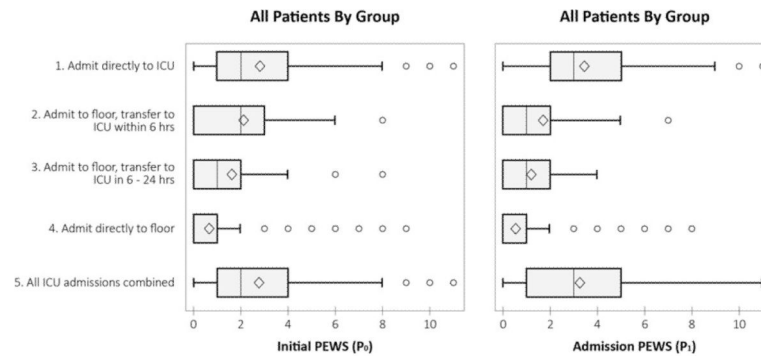 All Patients By Group
All Patients By Group
1. Admit directly to ICU
2. Admit to floor, transfer to
ICU within 6 hrs
3. Admit to floor, transfer to
ICU in 6 - 24 hrs
4. Admit directly to floor
5. All ICU admissions combined
0 2 4 6 8 10
0 2 4 6 8 10
Initial PEWS (P₀)
Admission PEWS (P₁)